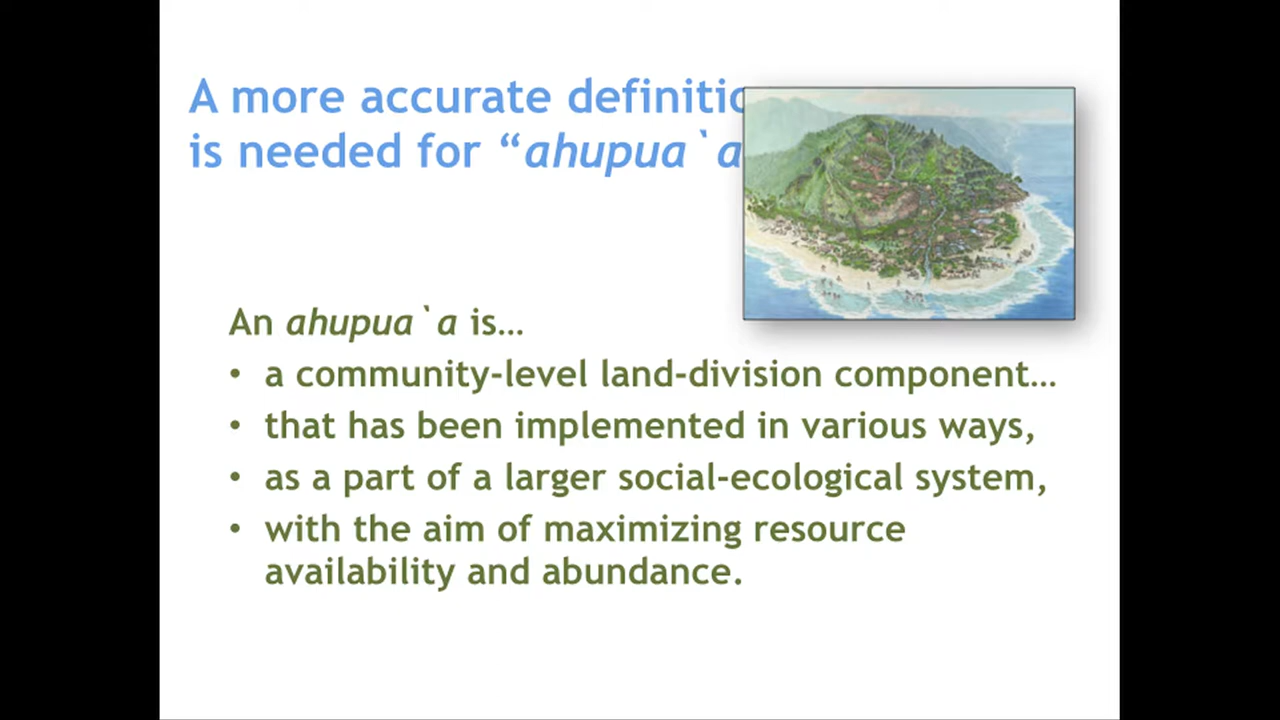 A more accurate definitio
is needed for “ahupua`a
An ahupua`a is…
• a community-level land-division component…
• that has been implemented in various ways,
• as a part of a larger social-ecological system,
• with the aim of maximizing resource
availability and abundance.